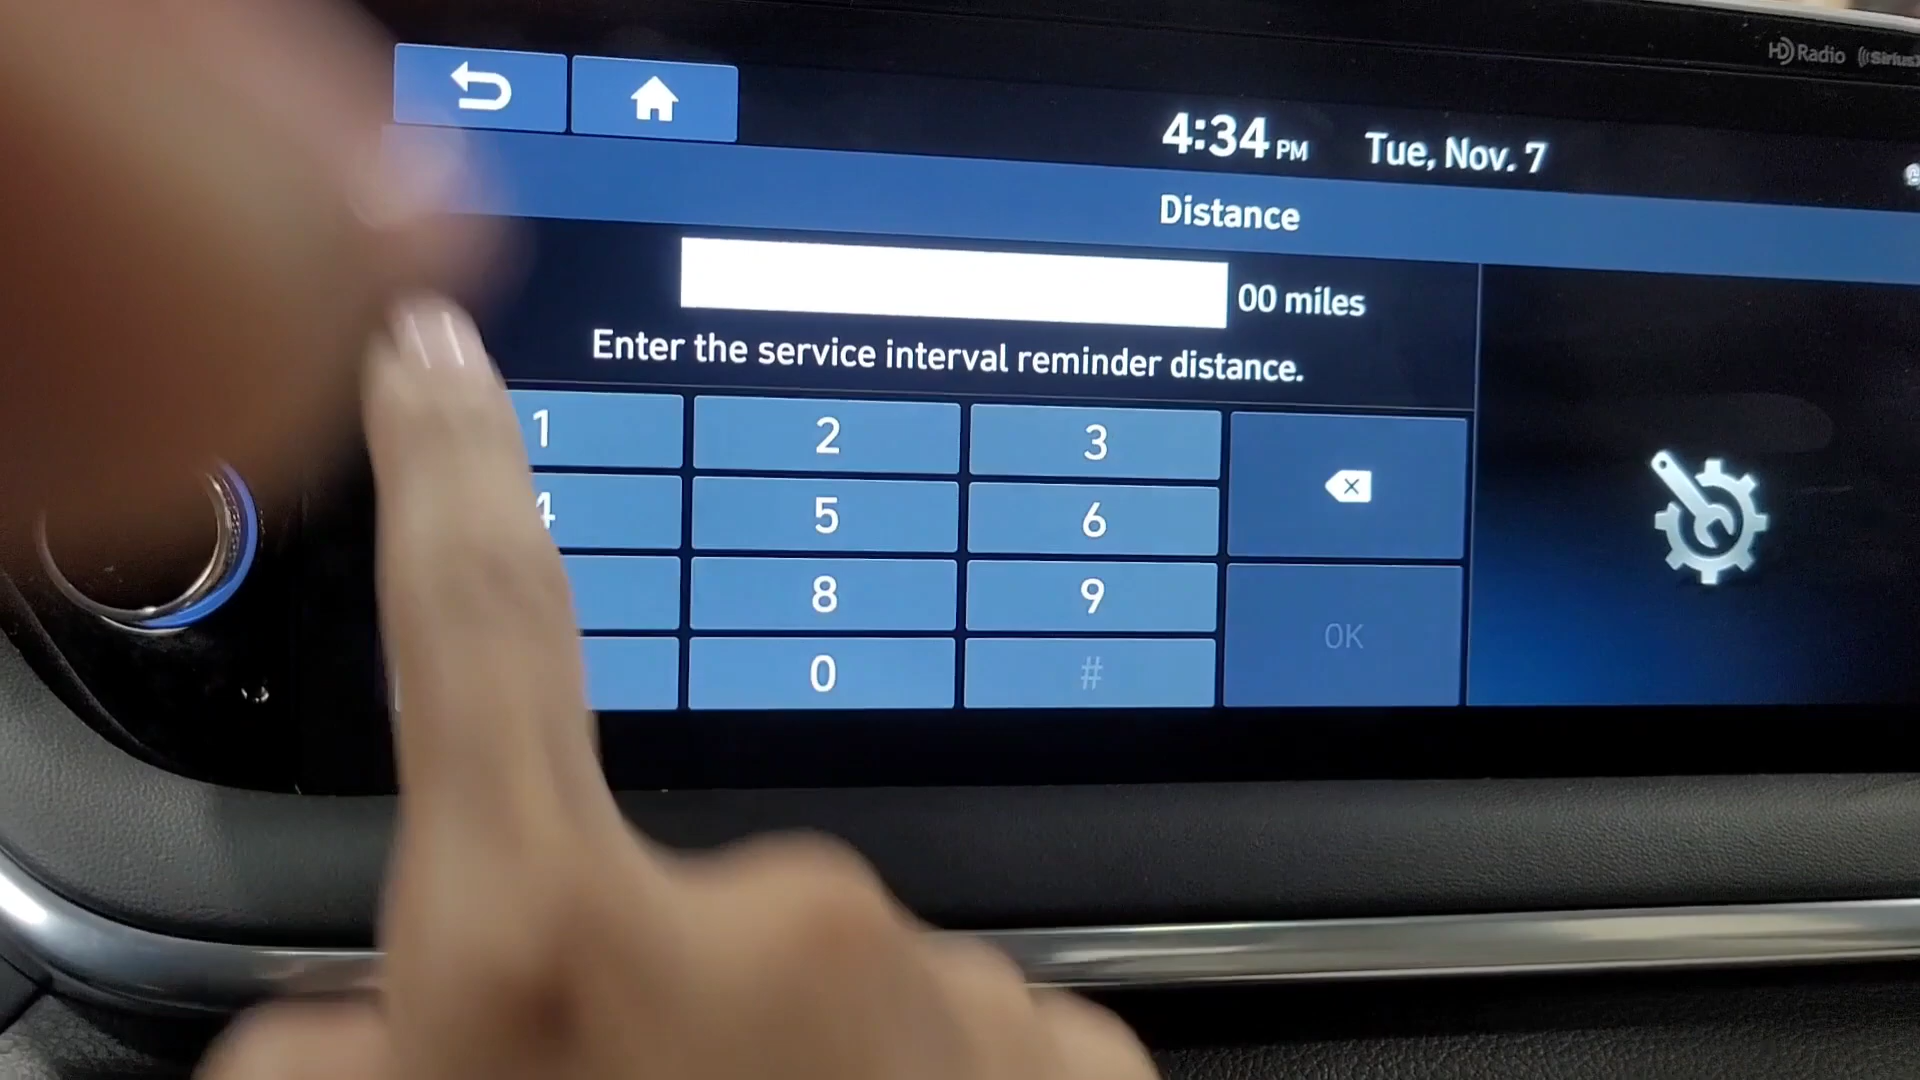 HD Radio
4:34 PM Tue, Nov. 7
Distance
00 miles
Enter the service interval reminder distance.
1 2 3
4 5 6
8 9
OK
0 #